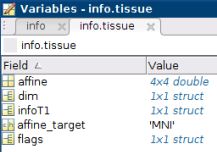 Variables - info.tissue
info info.tissue
info.tissue
Field Value
affine 4x4 double
dim 1x1 struct
infoT1 1x1 struct
affine_target 'MNI'
flags 1x1 struct